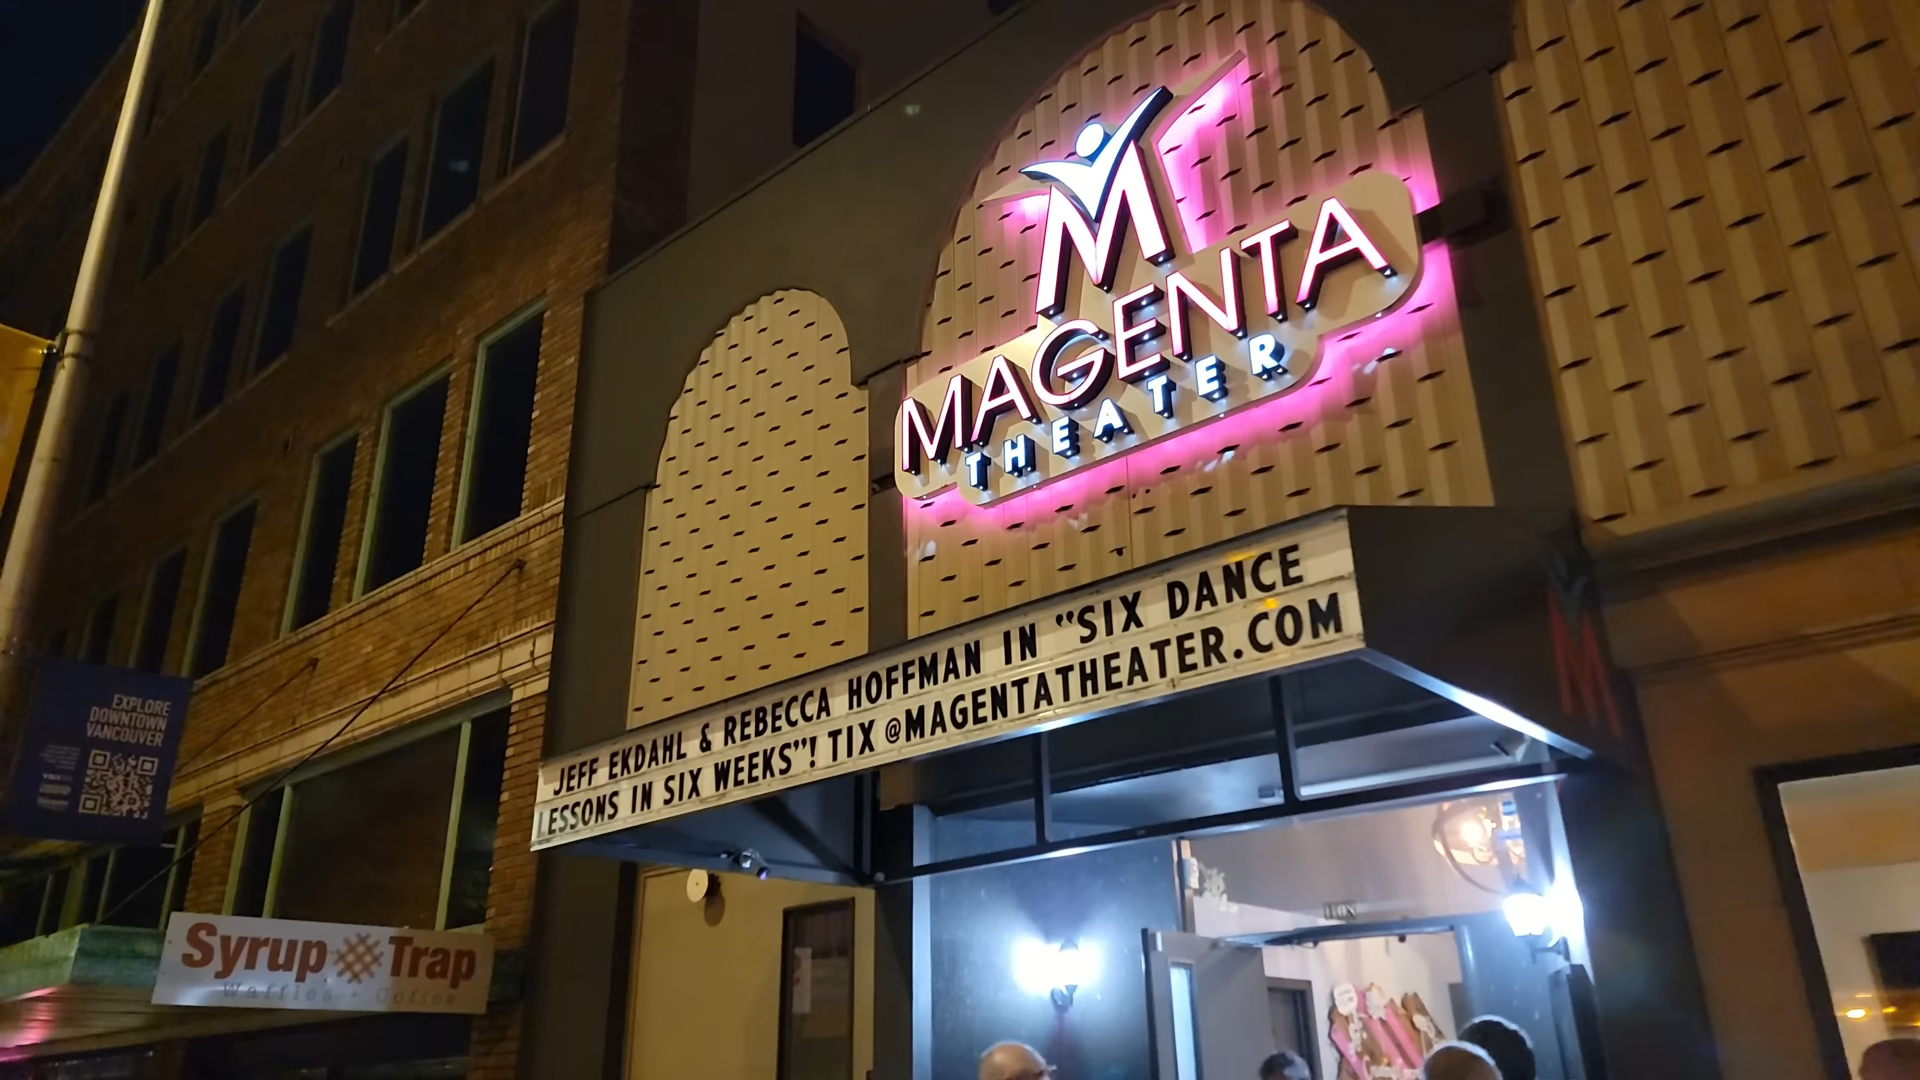 M
MAGENTA
THEATER
JEFF EKDAHL & REBECCA HOFFMAN IN "SIX DANCE
LESSONS IN SIX WEEKS"! TIX @MAGENTATHEATER.COM
M
EXPLORE
DOWNTOWN
VANCOUVER
Syrup Trap
Waffles + Coffee